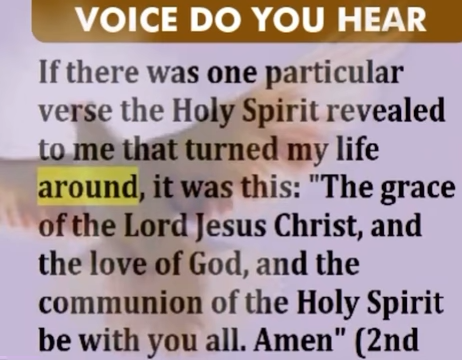 VOICE DO YOU HEAR
If there was one particular
verse the Holy Spirit revealed
to me that turned my life
around, it was this: "The grace
of the Lord Jesus Christ, and
the love of God, and the
communion of the Holy Spirit
be with you all. Amen" (2nd